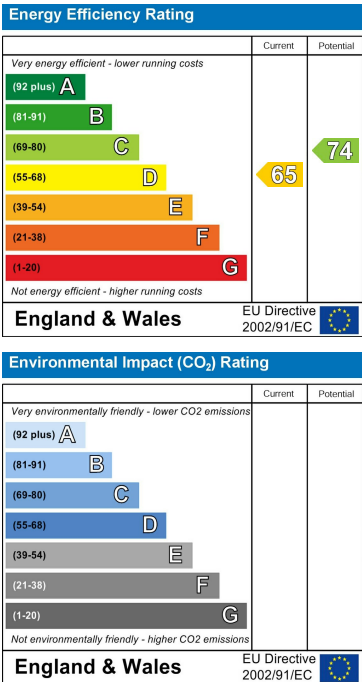 Energy Efficiency Rating
Current Potential
Very energy efficient - lower running costs
(92 plus) A
(81-91) B
(69-80) C
(55-68) D
(39-54) E
(21-38) F
(1-20) G
65
74
Not energy efficient - higher running costs
England & Wales
EU Directive
2002/91/EC
Environmental Impact (CO₂) Rating
Current Potential
Very environmentally friendly - lower CO2 emissions
(92 plus) A
(81-91) B
(69-80) C
(55-68) D
(39-54) E
(21-38) F
(1-20) G
Not environmentally friendly - higher CO2 emissions
England & Wales
EU Directive
2002/91/EC